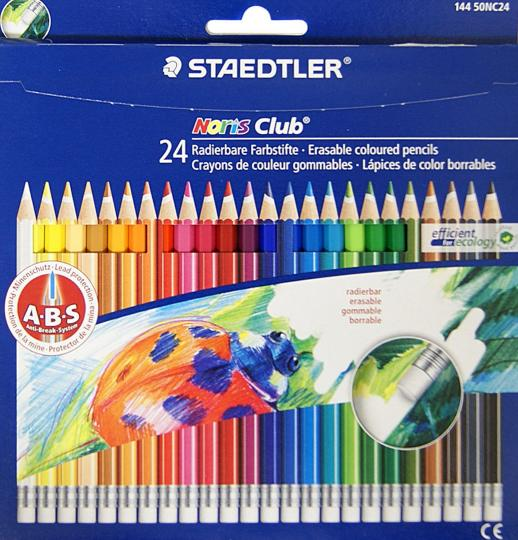 144 50NC24
STAEDTLER®
Noris Club®
24 Radierbare Farbstifte · Erasable coloured pencils
Crayons de couleur gommables · Lápices de color borrables
efficient
for ecology
Minenschutz · Lead protection ·
Protection de la mine · Protector de la mina ·
A·B·S
Anti-Break-System
radierbar
erasable
gommable
borrable
CE